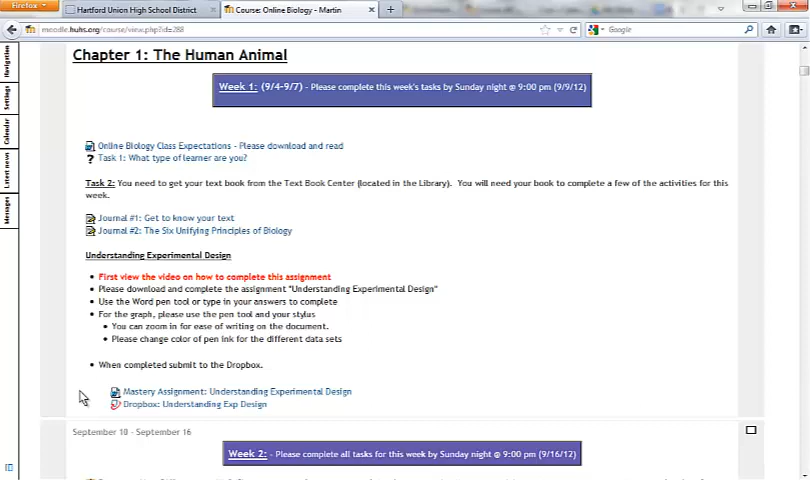 Firefox
Hartford Union High School District
Course: Online Biology - Martin
moodle.huhs.org/course/view.php?id=288
Google
Navigation
Settings
Calendar
Latest news
Messages
Chapter 1: The Human Animal
Week 1: (9/4-9/7) - Please complete this week's tasks by Sunday night @ 9:00 pm (9/9/12)
Online Biology Class Expectations - Please download and read
Task 1: What type of learner are you?
Task 2: You need to get your text book from the Text Book Center (located in the Library). You will need your book to complete a few of the activities for this
week.
Journal #1: Get to know your text
Journal #2: The Six Unifying Principles of Biology
Understanding Experimental Design
First view the video on how to complete this assignment
Please download and complete the assignment "Understanding Experimental Design"
Use the Word pen tool or type in your answers to complete
For the graph, please use the pen tool and your stylus
You can zoom in for ease of writing on the document.
Please change color of pen ink for the different data sets
When completed submit to the Dropbox.
Mastery Assignment: Understanding Experimental Design
Dropbox: Understanding Exp Design
September 10 - September 16
Week 2: - Please complete all tasks for this week by Sunday night @ 9:00 pm (9/16/12)